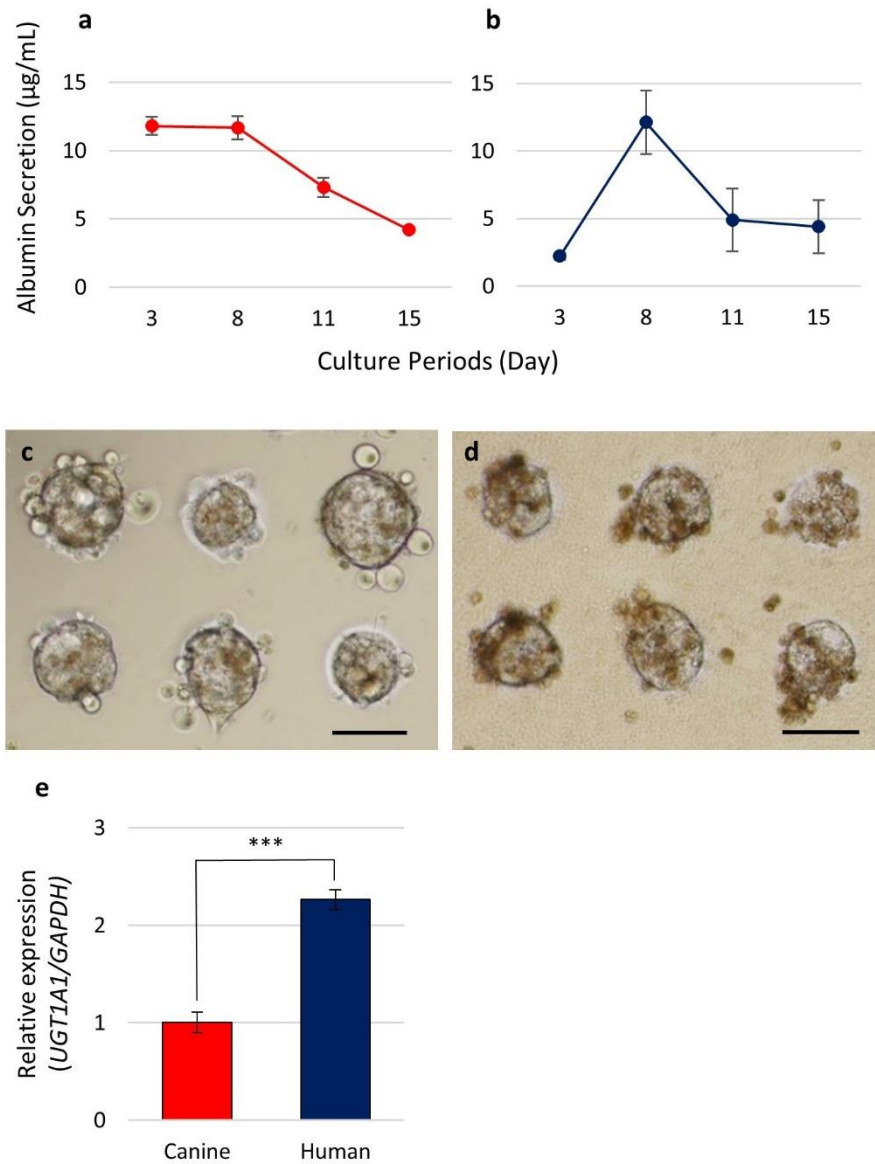 a
b
Albumin Secretion (µg/mL)
15
10
5
0
3
8
11
15
15
10
5
0
3
8
11
15
Culture Periods (Day)
c
d
e
Relative expression
(UGT1A1/GAPDH)
3
2
1
0
***
Canine
Human